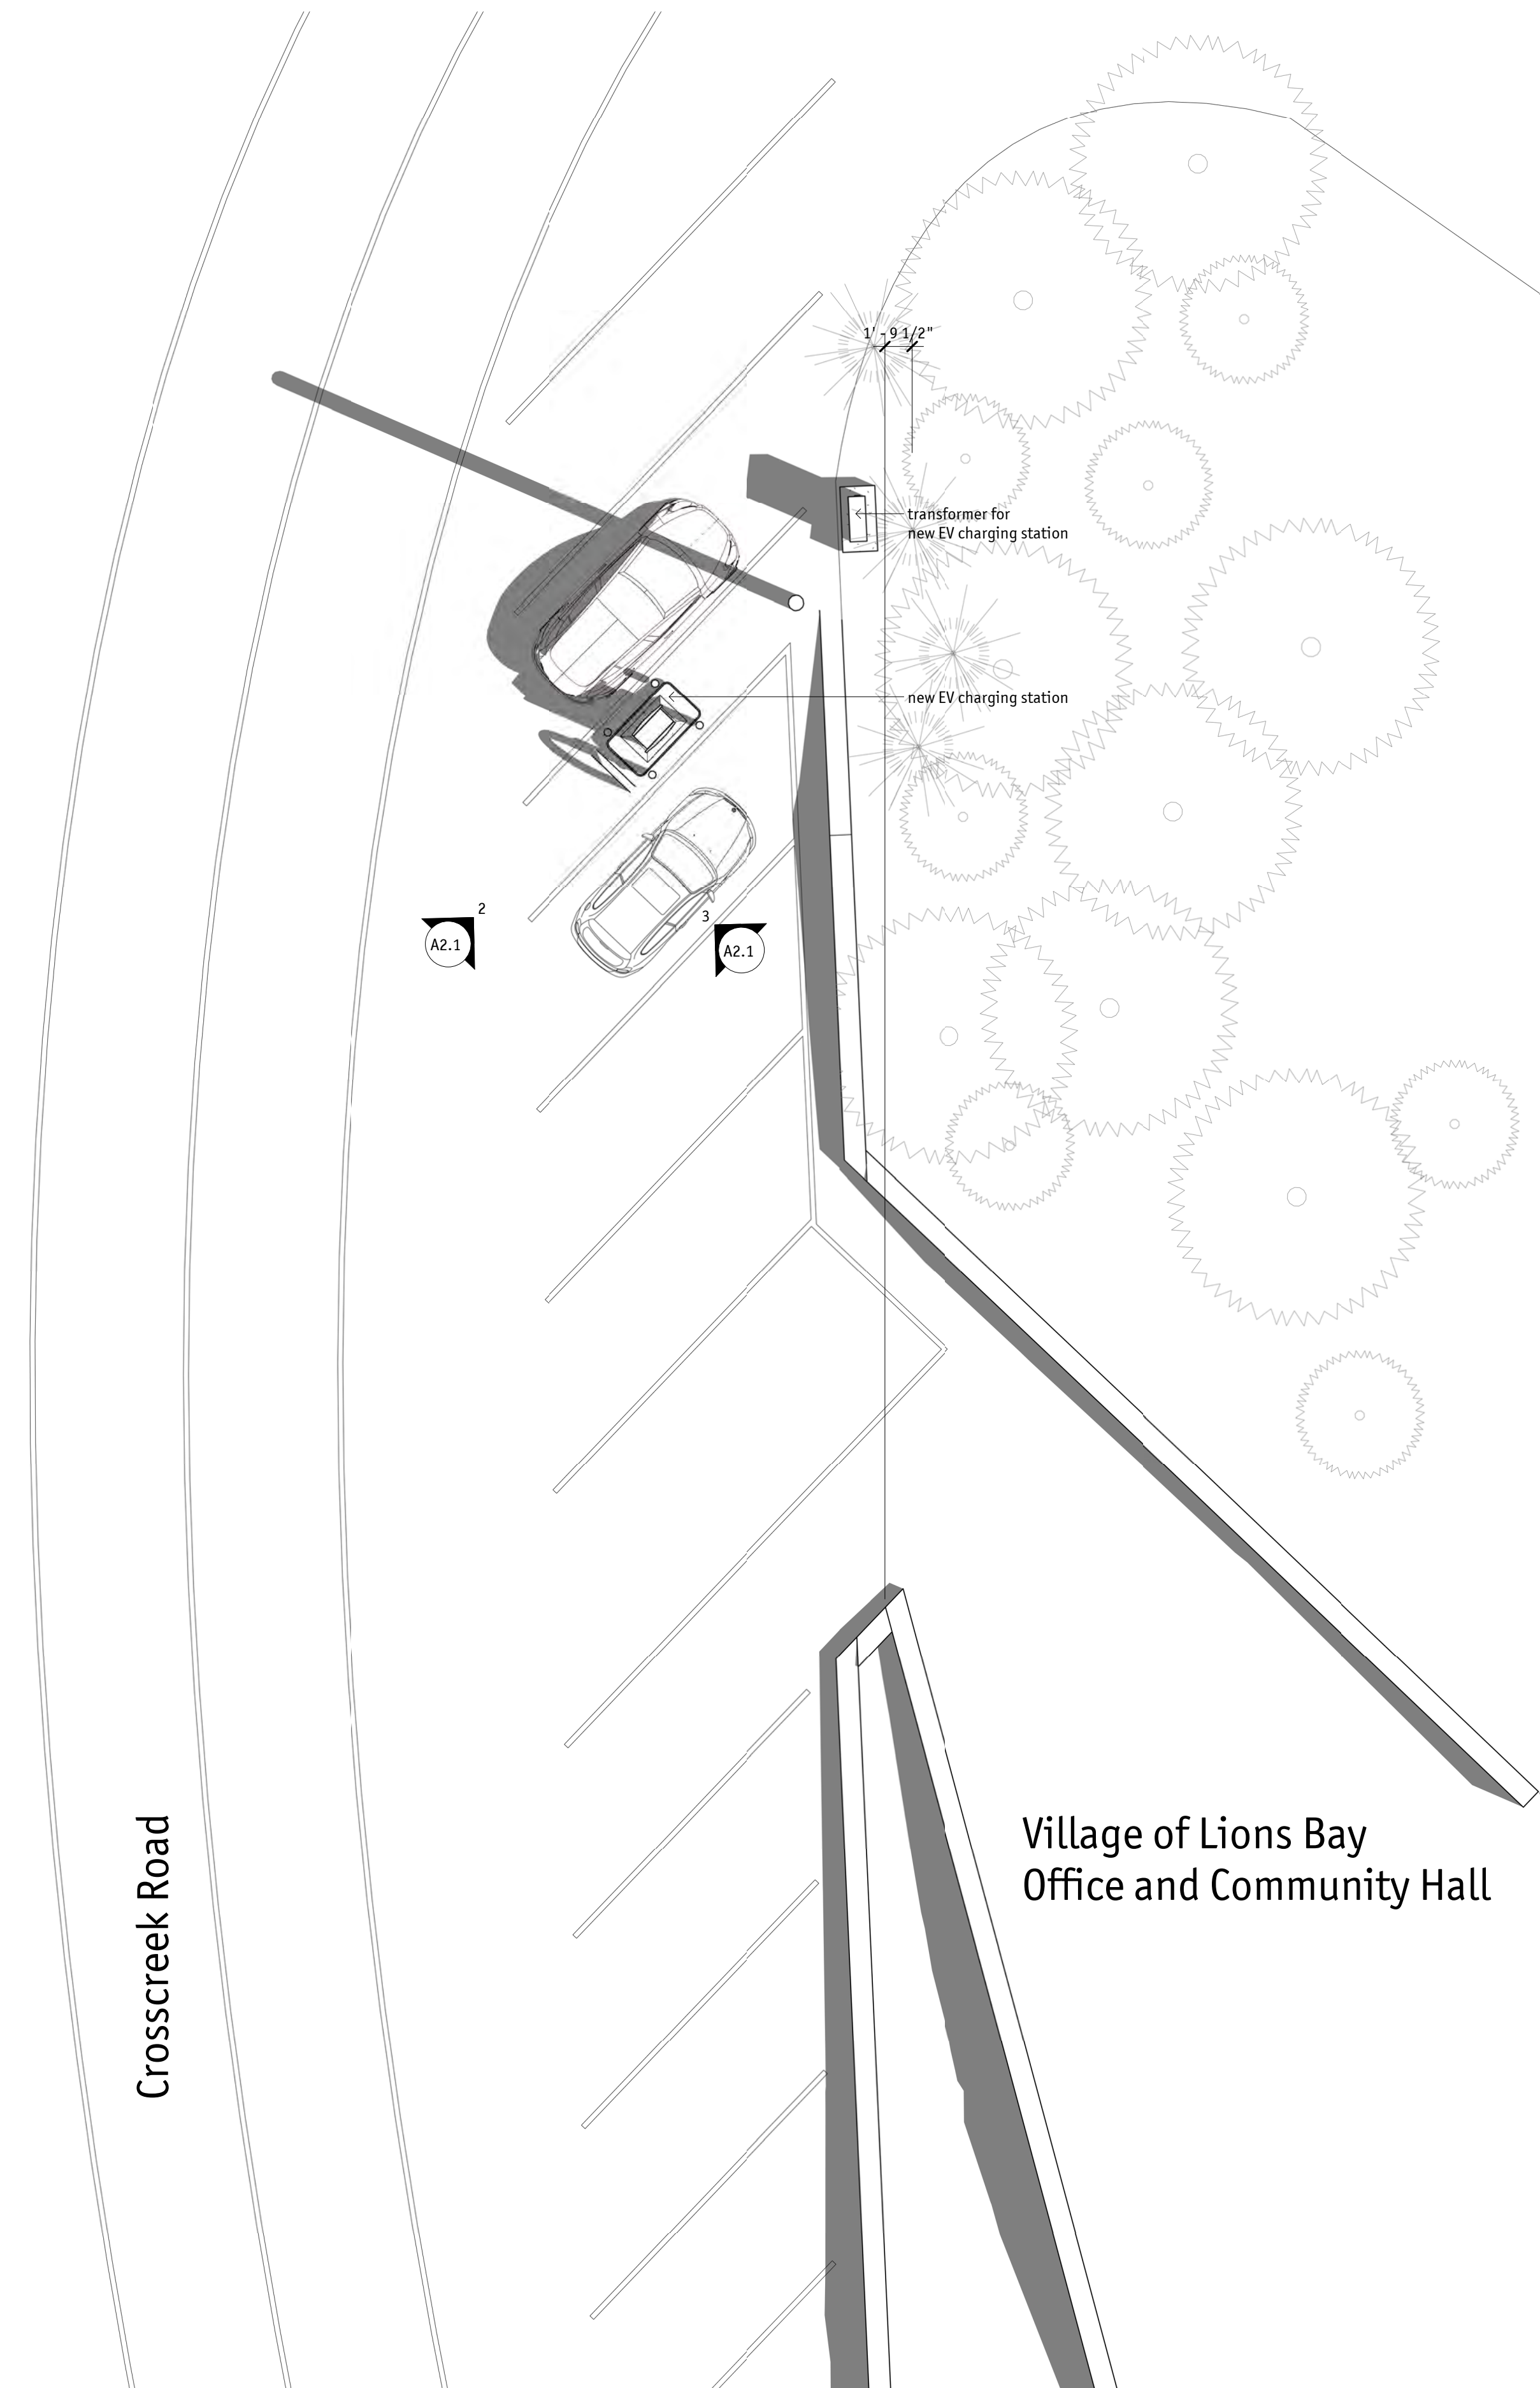 1' - 9 1/2"
transformer for
new EV charging station
new EV charging station
2
A2.1
3
A2.1
Village of Lions Bay
Office and Community Hall
Crosscreek Road